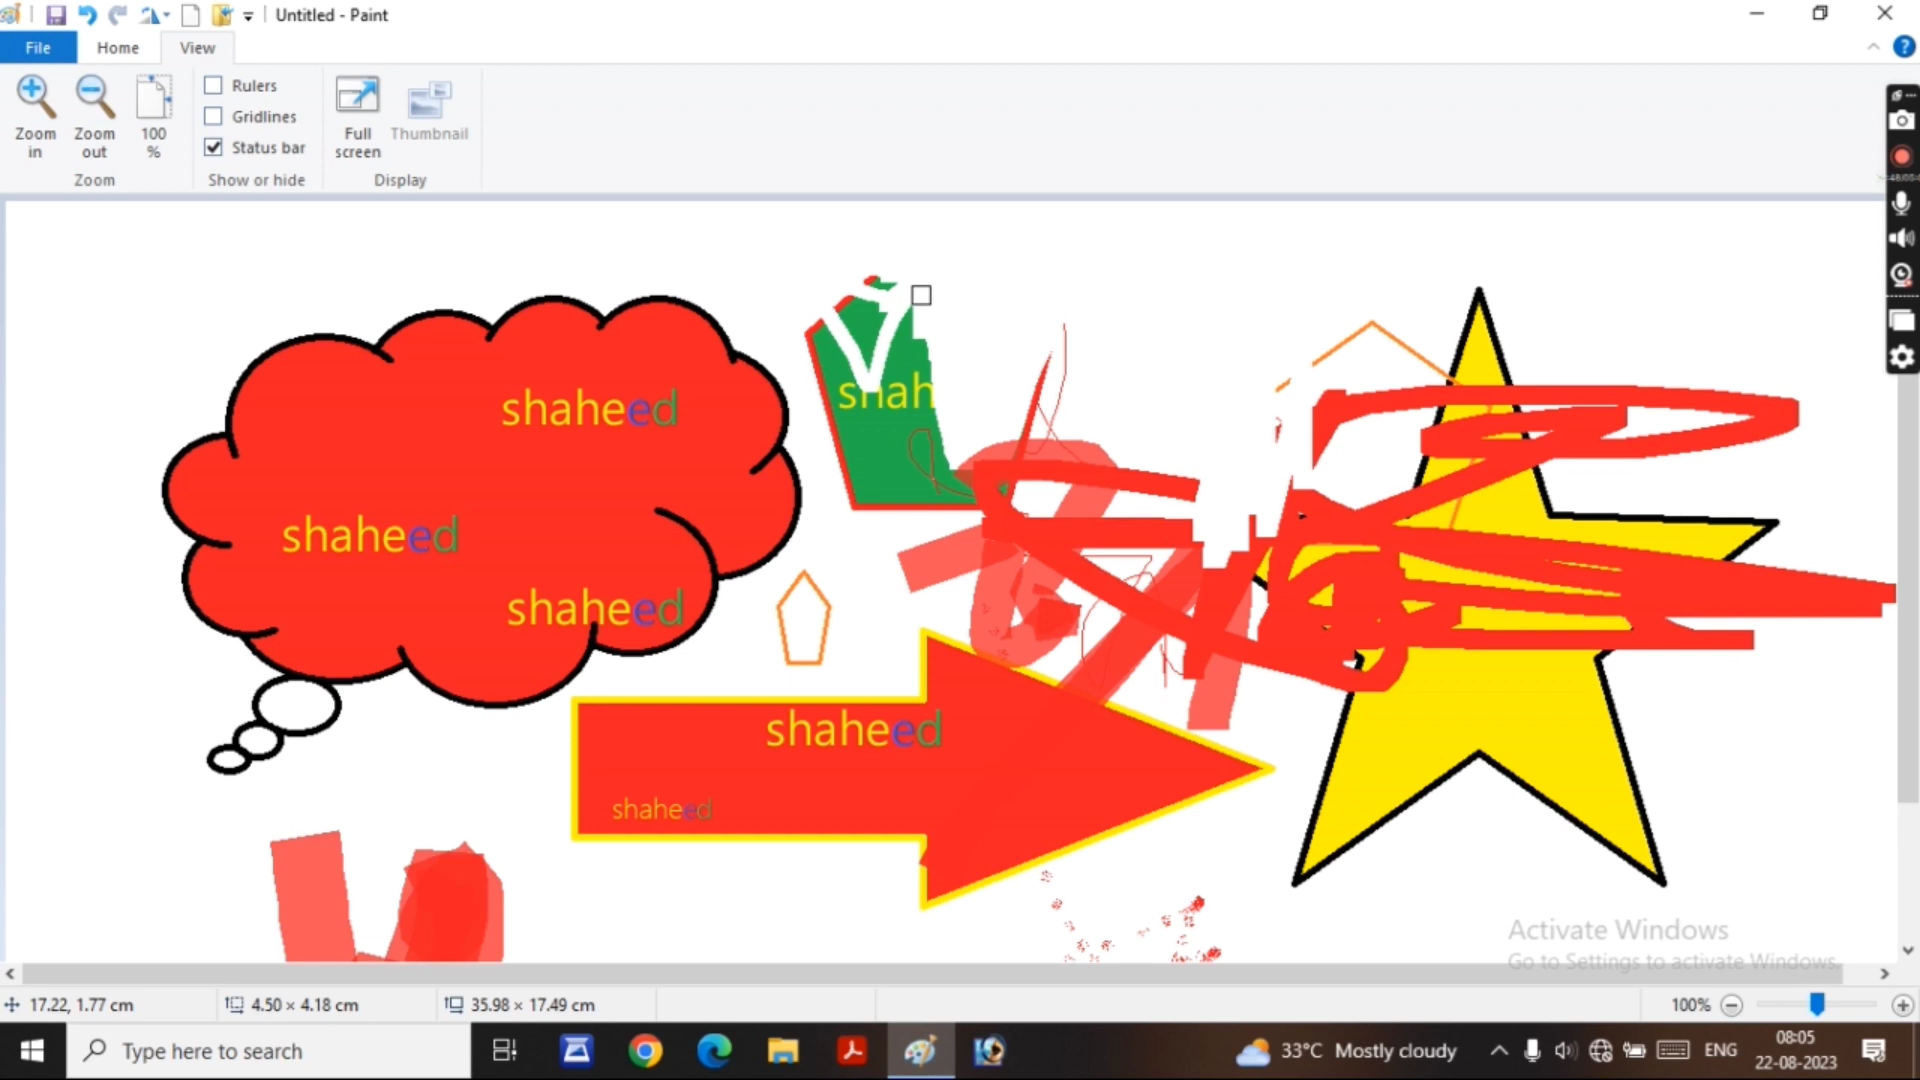 Untitled - Paint
File Home View
Zoom in
Zoom out
100 %
Rulers
Gridlines
Status bar
Full screen
Thumbnail
Zoom
Show or hide
Display
shaheed
shah
shaheed
shaheed
shaheed
shaheed
Activate Windows
Go to Settings to activate Windows.
17.22, 1.77 cm
4.50 × 4.18 cm
35.98 × 17.49 cm
100%
Type here to search
33°C Mostly cloudy
ENG
08:05
22-08-2023